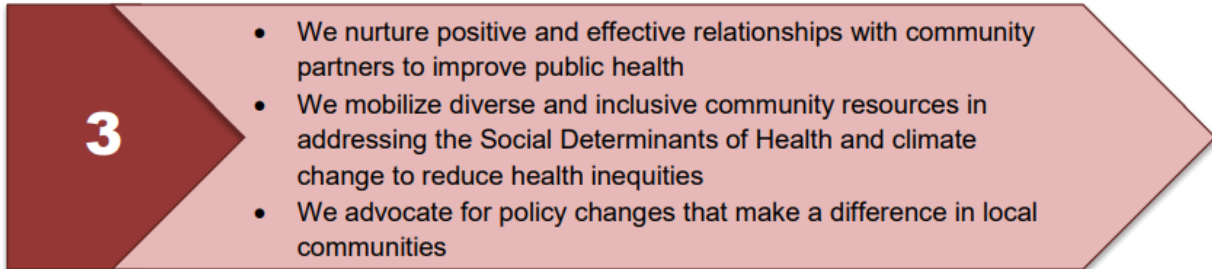 3
• We nurture positive and effective relationships with community
partners to improve public health
• We mobilize diverse and inclusive community resources in
addressing the Social Determinants of Health and climate
change to reduce health inequities
• We advocate for policy changes that make a difference in local
communities